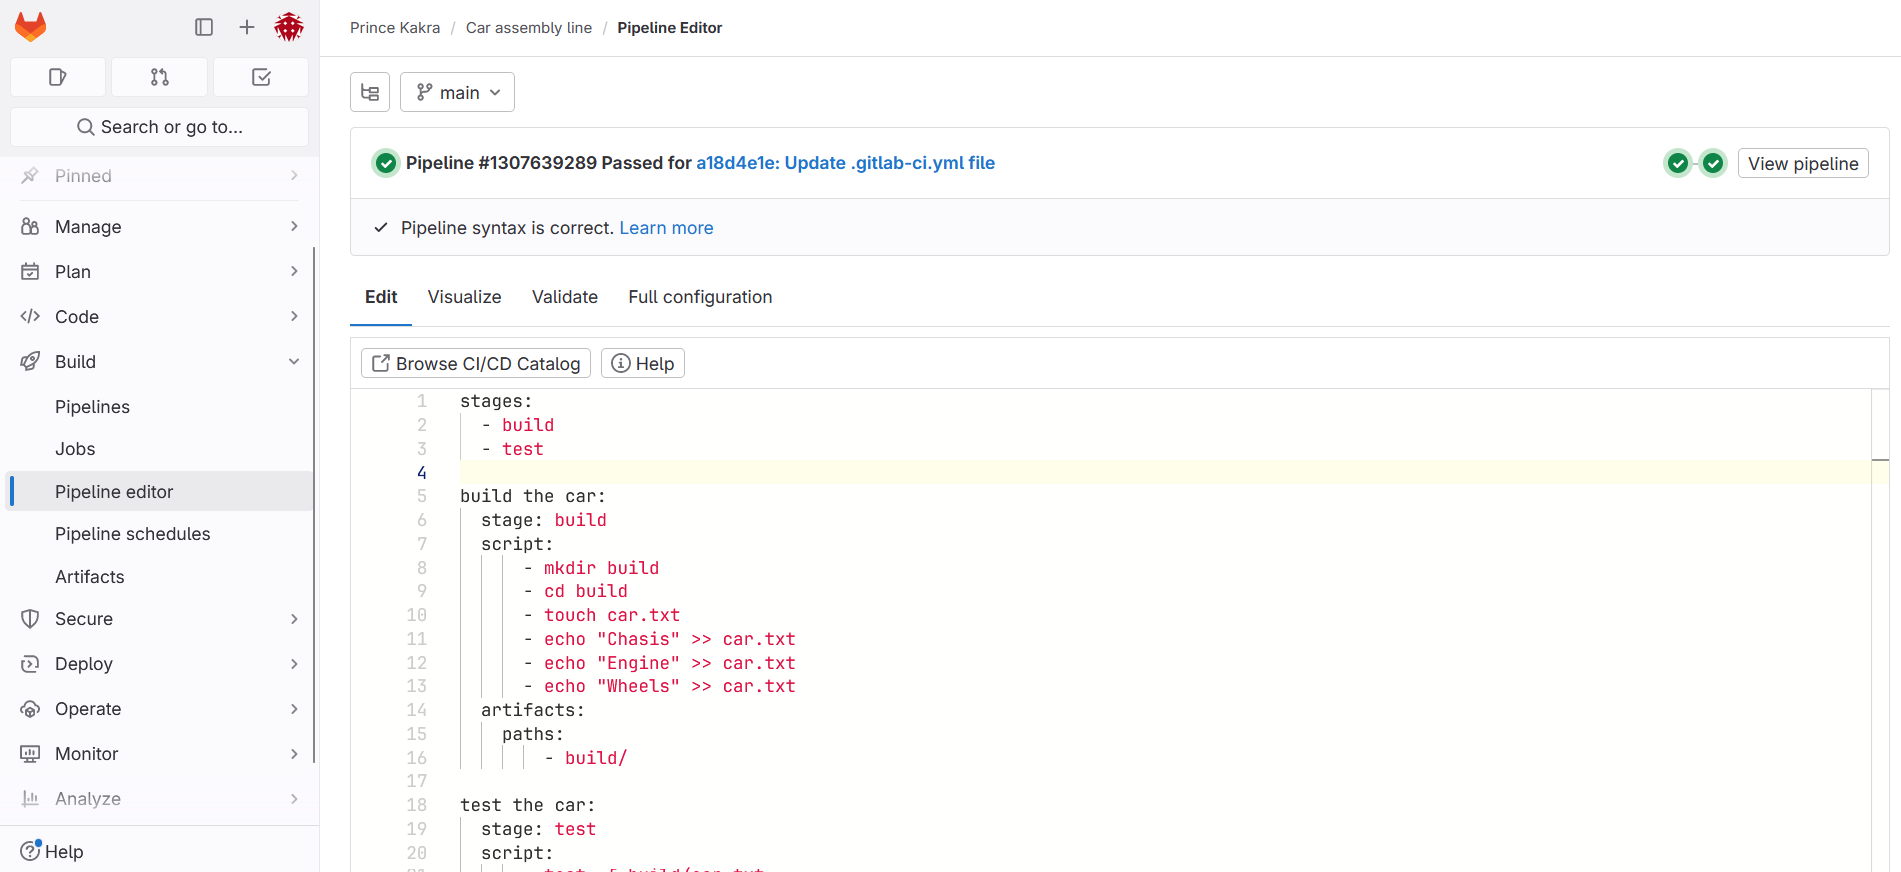 Prince Kakra / Car assembly line / Pipeline Editor
Search or go to...
Pinned
Manage
Plan
Code
Build
Pipelines
Jobs
Pipeline editor
Pipeline schedules
Artifacts
Secure
Deploy
Operate
Monitor
Analyze
Help
main
Pipeline #1307639289 Passed for a18d4e1e: Update .gitlab-ci.yml file
View pipeline
Pipeline syntax is correct. Learn more
Edit Visualize Validate Full configuration
Browse CI/CD Catalog Help
1 stages:
2 - build
3 - test
4
5 build the car:
6 stage: build
7 script:
8 - mkdir build
9 - cd build
10 - touch car.txt
11 - echo "Chasis" >> car.txt
12 - echo "Engine" >> car.txt
13 - echo "Wheels" >> car.txt
14 artifacts:
15 paths:
16 - build/
17
18 test the car:
19 stage: test
20 script: